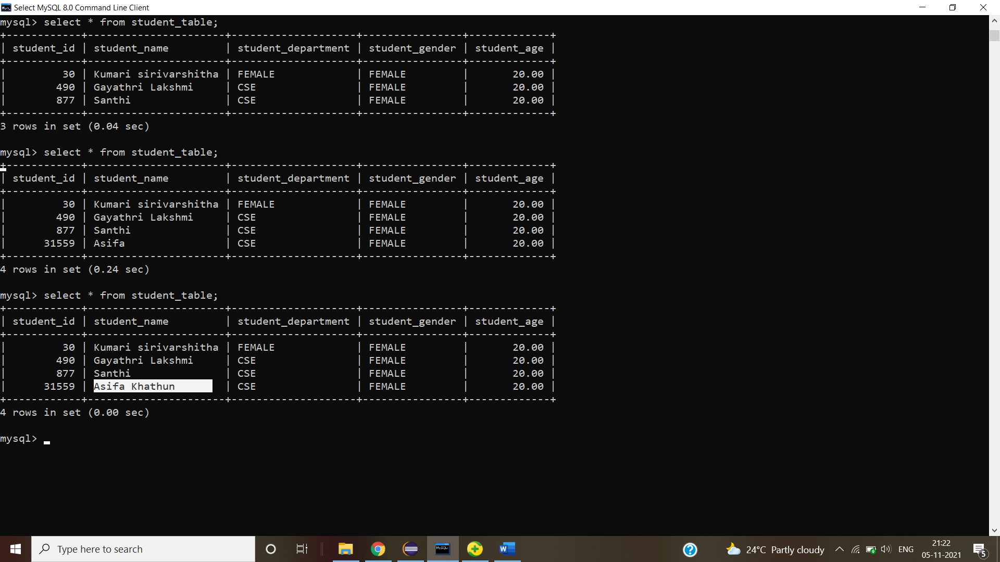 Select MySQL 8.0 Command Line Client
mysql> select * from student_table;
+------------+----------------------+--------------------+----------------+-------------+
| student_id | student_name         | student_department | student_gender | student_age |
+------------+----------------------+--------------------+----------------+-------------+
|         30 | Kumari sirivarshitha | FEMALE             | FEMALE         |       20.00 |
|        490 | Gayathri Lakshmi     | CSE                | FEMALE         |       20.00 |
|        877 | Santhi               | CSE                | FEMALE         |       20.00 |
+------------+----------------------+--------------------+----------------+-------------+
3 rows in set (0.04 sec)
mysql> select * from student_table;
+------------+----------------------+--------------------+----------------+-------------+
| student_id | student_name         | student_department | student_gender | student_age |
+------------+----------------------+--------------------+----------------+-------------+
|         30 | Kumari sirivarshitha | FEMALE             | FEMALE         |       20.00 |
|        490 | Gayathri Lakshmi     | CSE                | FEMALE         |       20.00 |
|        877 | Santhi               | CSE                | FEMALE         |       20.00 |
|      31559 | Asifa                | CSE                | FEMALE         |       20.00 |
+------------+----------------------+--------------------+----------------+-------------+
4 rows in set (0.24 sec)
mysql> select * from student_table;
+------------+----------------------+--------------------+----------------+-------------+
| student_id | student_name         | student_department | student_gender | student_age |
+------------+----------------------+--------------------+----------------+-------------+
|         30 | Kumari sirivarshitha | FEMALE             | FEMALE         |       20.00 |
|        490 | Gayathri Lakshmi     | CSE                | FEMALE         |       20.00 |
|        877 | Santhi               | CSE                | FEMALE         |       20.00 |
|      31559 | Asifa Khathun        | CSE                | FEMALE         |       20.00 |
+------------+----------------------+--------------------+----------------+-------------+
4 rows in set (0.00 sec)
mysql>
Type here to search
24°C Partly cloudy
ENG
21:22
05-11-2021
5